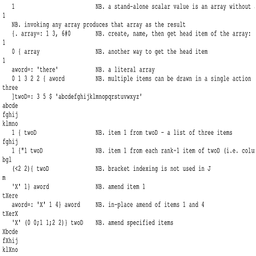 1 NB. a stand-alone scalar value is an array without
1
NB. invoking any array produces that array as the result
{. array=: 1 3, 6#0 NB. create, name, then get head item of the array:
1
0 { array NB. another way to get the head item
1
aword=: 'there' NB. a literal array
0 1 3 2 2 { aword NB. multiple items can be drawn in a single action
three
]twoD=: 3 5 $ 'abcdefghijklmnopqrstuvwxyz'
abcde
fghij
klmno
1 { twoD NB. item 1 from twoD - a list of three items
fghij
1 {"1 twoD NB. item 1 from each rank-1 item of twoD (i.e. colu
bgl
(<2 2){ twoD NB. bracket indexing is not used in J
m
'X' 1} aword NB. amend item 1
tXere
aword=: 'X' 1 4} aword NB. in-place amend of items 1 and 4
tXerX
'X' (0 0;1 1;2 2)} twoD NB. amend specified items
Xbcde
fXhij
klXno